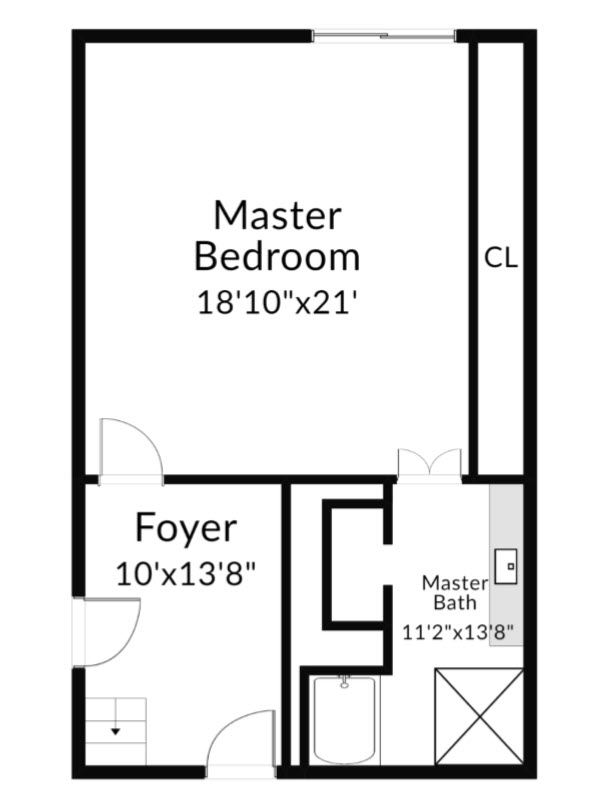 Master
Bedroom
18'10"x21'
CL
Foyer
10'x13'8"
Master
Bath
11'2"x13'8"